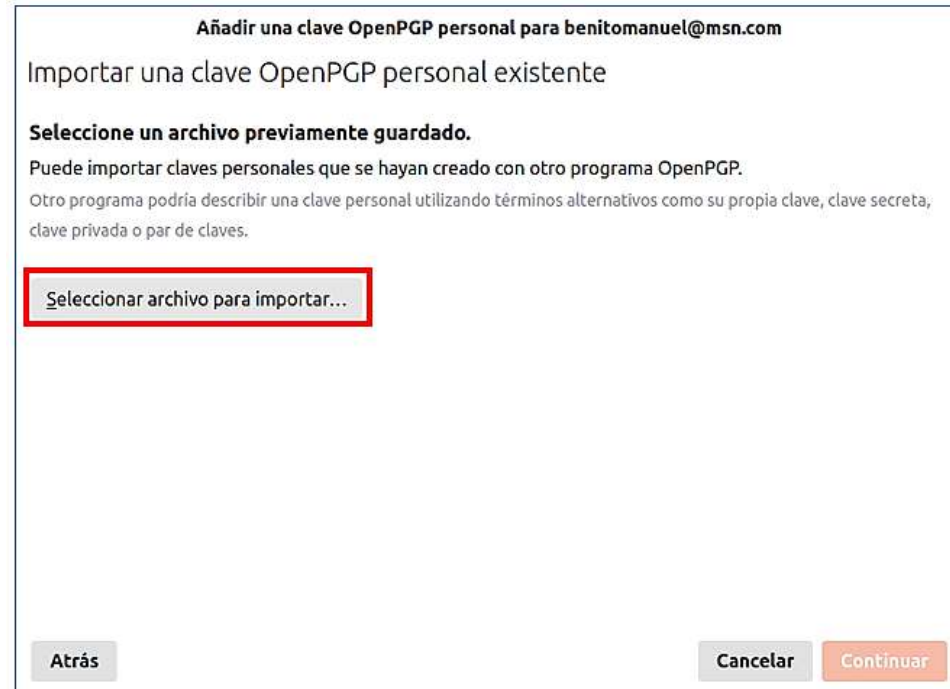 Añadir una clave OpenPGP personal para benitomanuel@msn.com
Importar una clave OpenPGP personal existente
Seleccione un archivo previamente guardado.
Puede importar claves personales que se hayan creado con otro programa OpenPGP.
Otro programa podría describir una clave personal utilizando términos alternativos como su propia clave, clave secreta,
clave privada o par de claves.
Seleccionar archivo para importar...
Atrás Cancelar Continuar